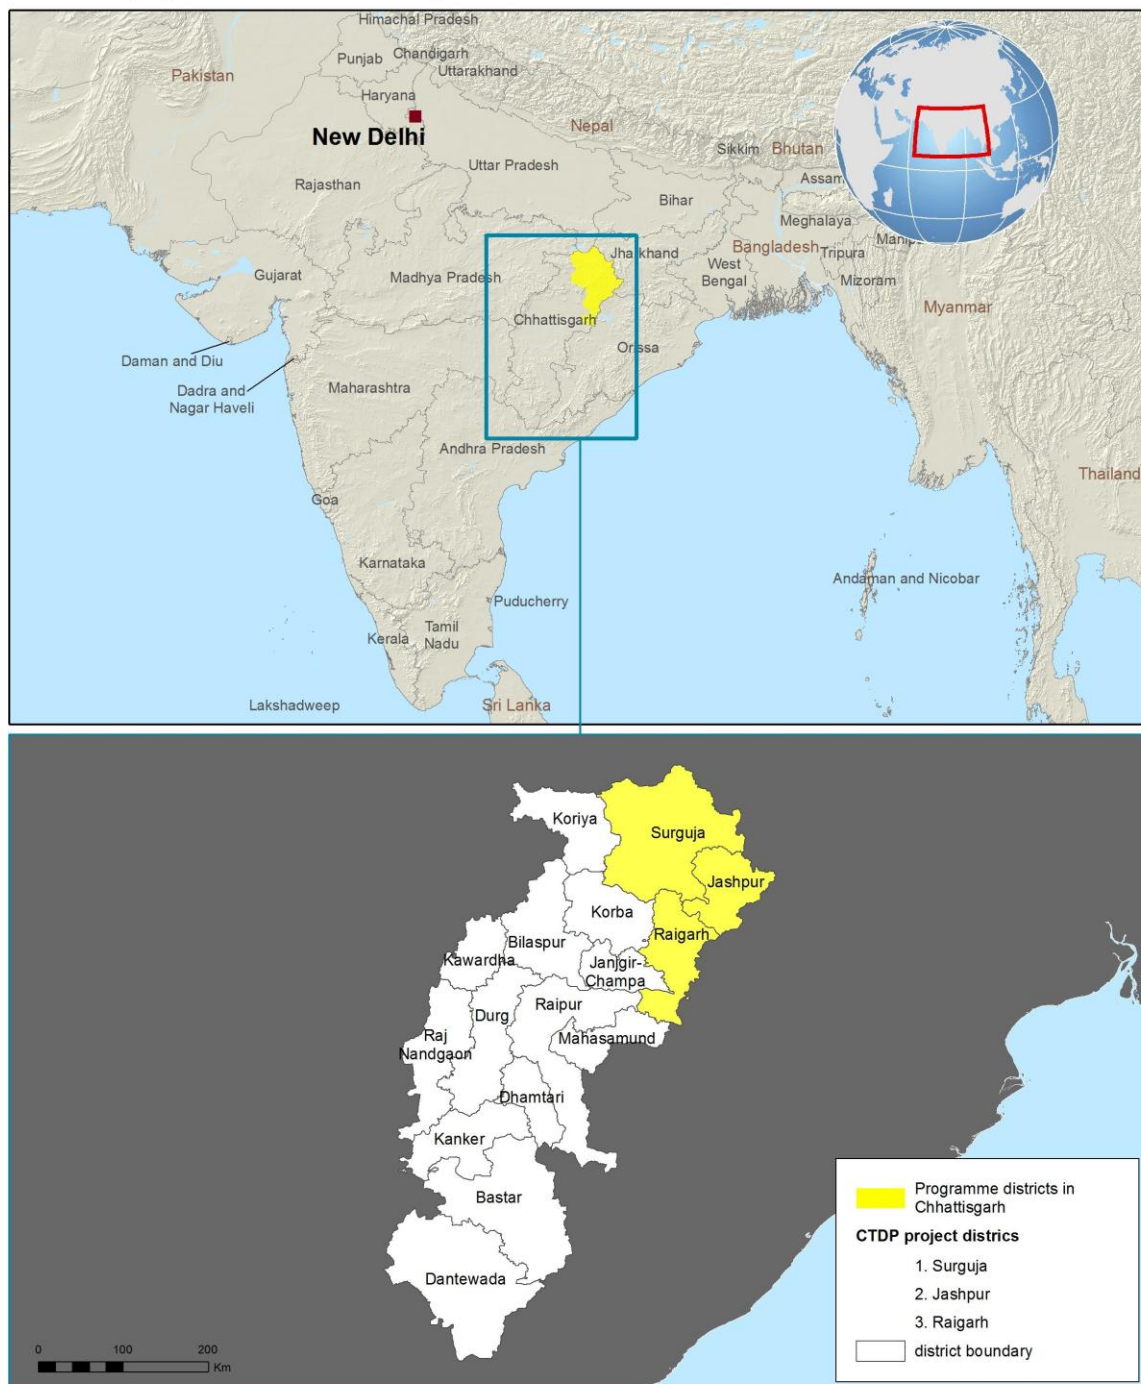 Himachal Pradesh
Punjab
Chandigarh
Uttarakhand
Pakistan
Haryana
New Delhi
Nepal
Sikkim
Bhutan
Uttar Pradesh
Assam
Rajasthan
Bihar
Meghalaya
Bangladesh
Tripura
Jharkhand
West
Bengal
Mizoram
Gujarat
Madhya Pradesh
Myanmar
Chhattisgarh
Orissa
Daman and Diu
Dadra and
Nagar Haveli
Maharashtra
Andhra Pradesh
Thailand
Goa
Karnataka
Andaman and Nicobar
Puducherry
Kerala
Tamil
Nadu
Lakshadweep
Sri Lanka
Koriya
Surguja
Jashpur
Korba
Raigarh
Bilaspur
Kawardha
Janjgir-
Champa
Raipur
Durg
Raj
Nandgaon
Mahasamund
Dhamtari
Kanker
Bastar
Dantewada
Programme districts in
Chhattisgarh
CTDP project districs
1. Surguja
2. Jashpur
3. Raigarh
district boundary
0 100 200
Km